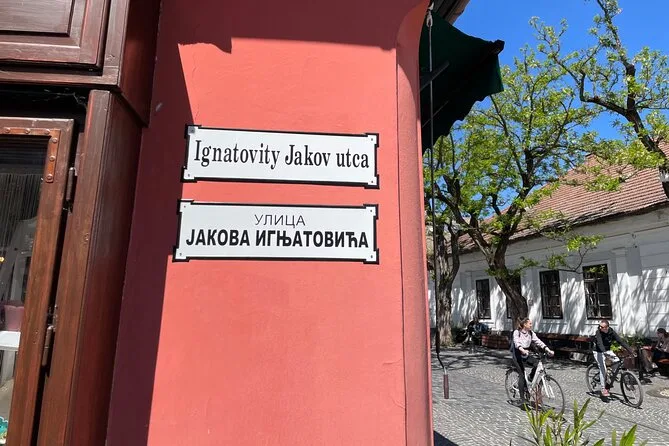 Ignatovity Jakov utca
УЛИЦА
ЈАКОВА ИГЊАТОВИЋА